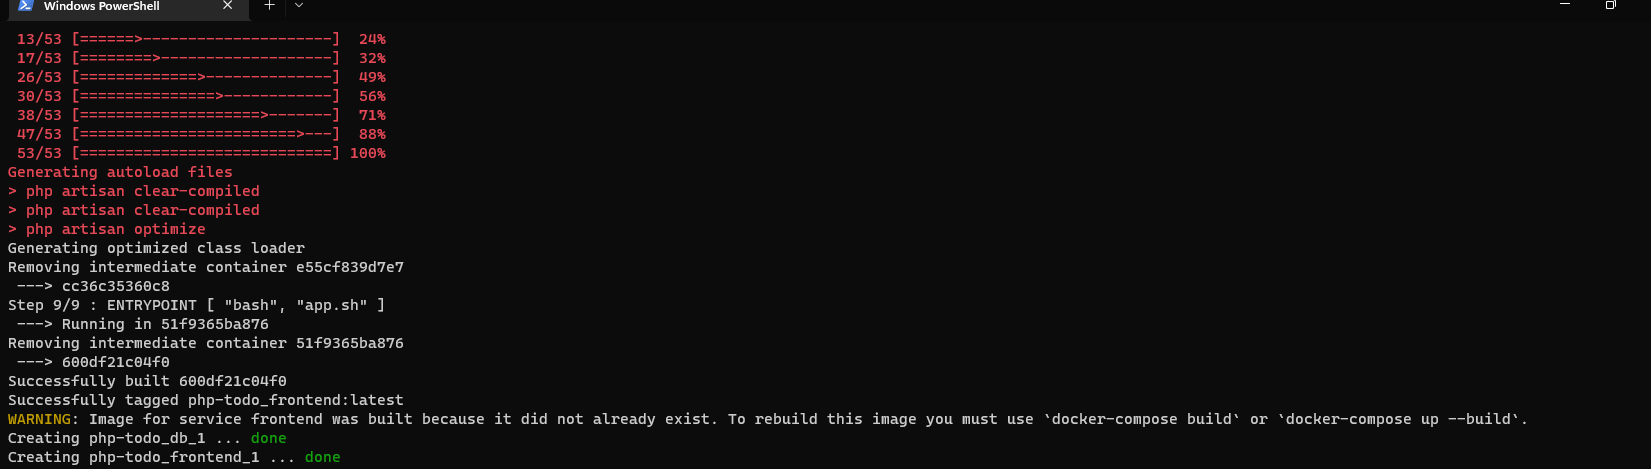 Windows PowerShell
13/53 [======>---------------------]  24%
17/53 [========>-------------------]  32%
26/53 [=============>--------------]  49%
30/53 [===============>------------]  56%
38/53 [====================>-------]  71%
47/53 [========================>---]  88%
53/53 [============================] 100%
Generating autoload files
> php artisan clear-compiled
> php artisan clear-compiled
> php artisan optimize
Generating optimized class loader
Removing intermediate container e55cf839d7e7
 ---> cc36c35360c8
Step 9/9 : ENTRYPOINT [ "bash", "app.sh" ]
 ---> Running in 51f9365ba876
Removing intermediate container 51f9365ba876
 ---> 600df21c04f0
Successfully built 600df21c04f0
Successfully tagged php-todo_frontend:latest
WARNING: Image for service frontend was built because it did not already exist. To rebuild this image you must use `docker-compose build` or `docker-compose up --build`.
Creating php-todo_db_1 ... done
Creating php-todo_frontend_1 ... done